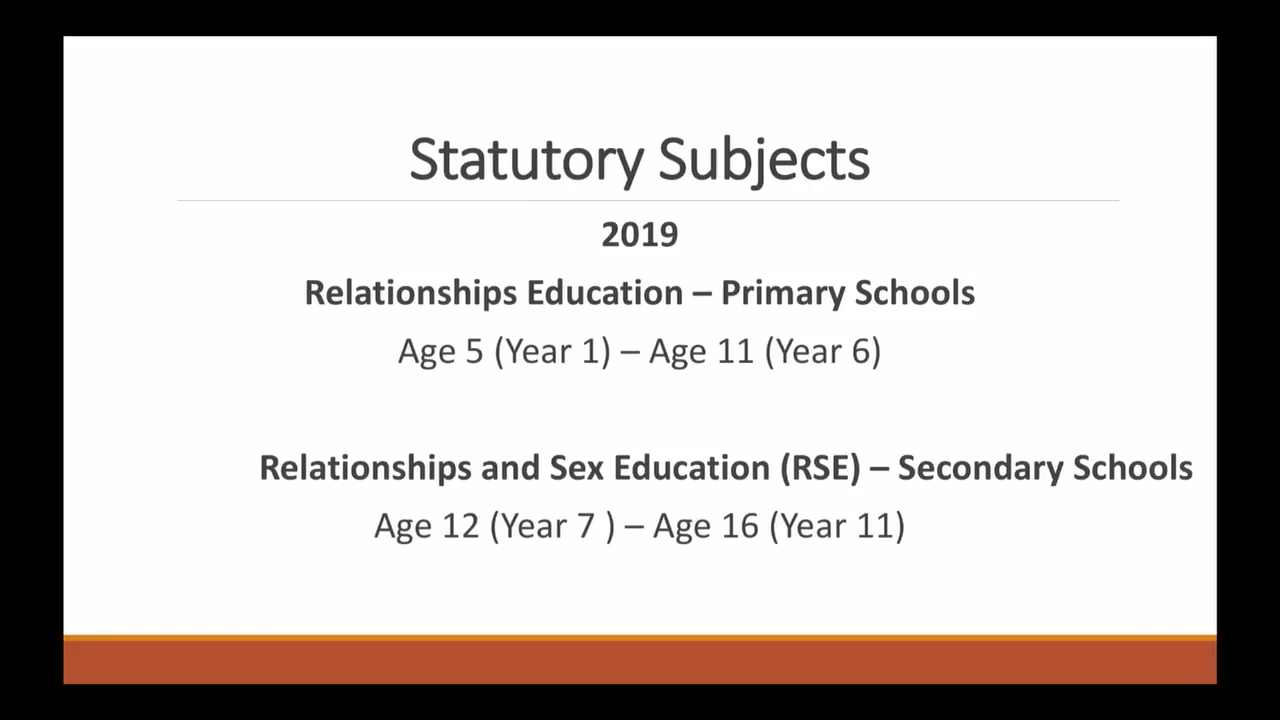 Statutory Subjects
2019
Relationships Education – Primary Schools
Age 5 (Year 1) – Age 11 (Year 6)
Relationships and Sex Education (RSE) – Secondary Schools
Age 12 (Year 7 ) – Age 16 (Year 11)